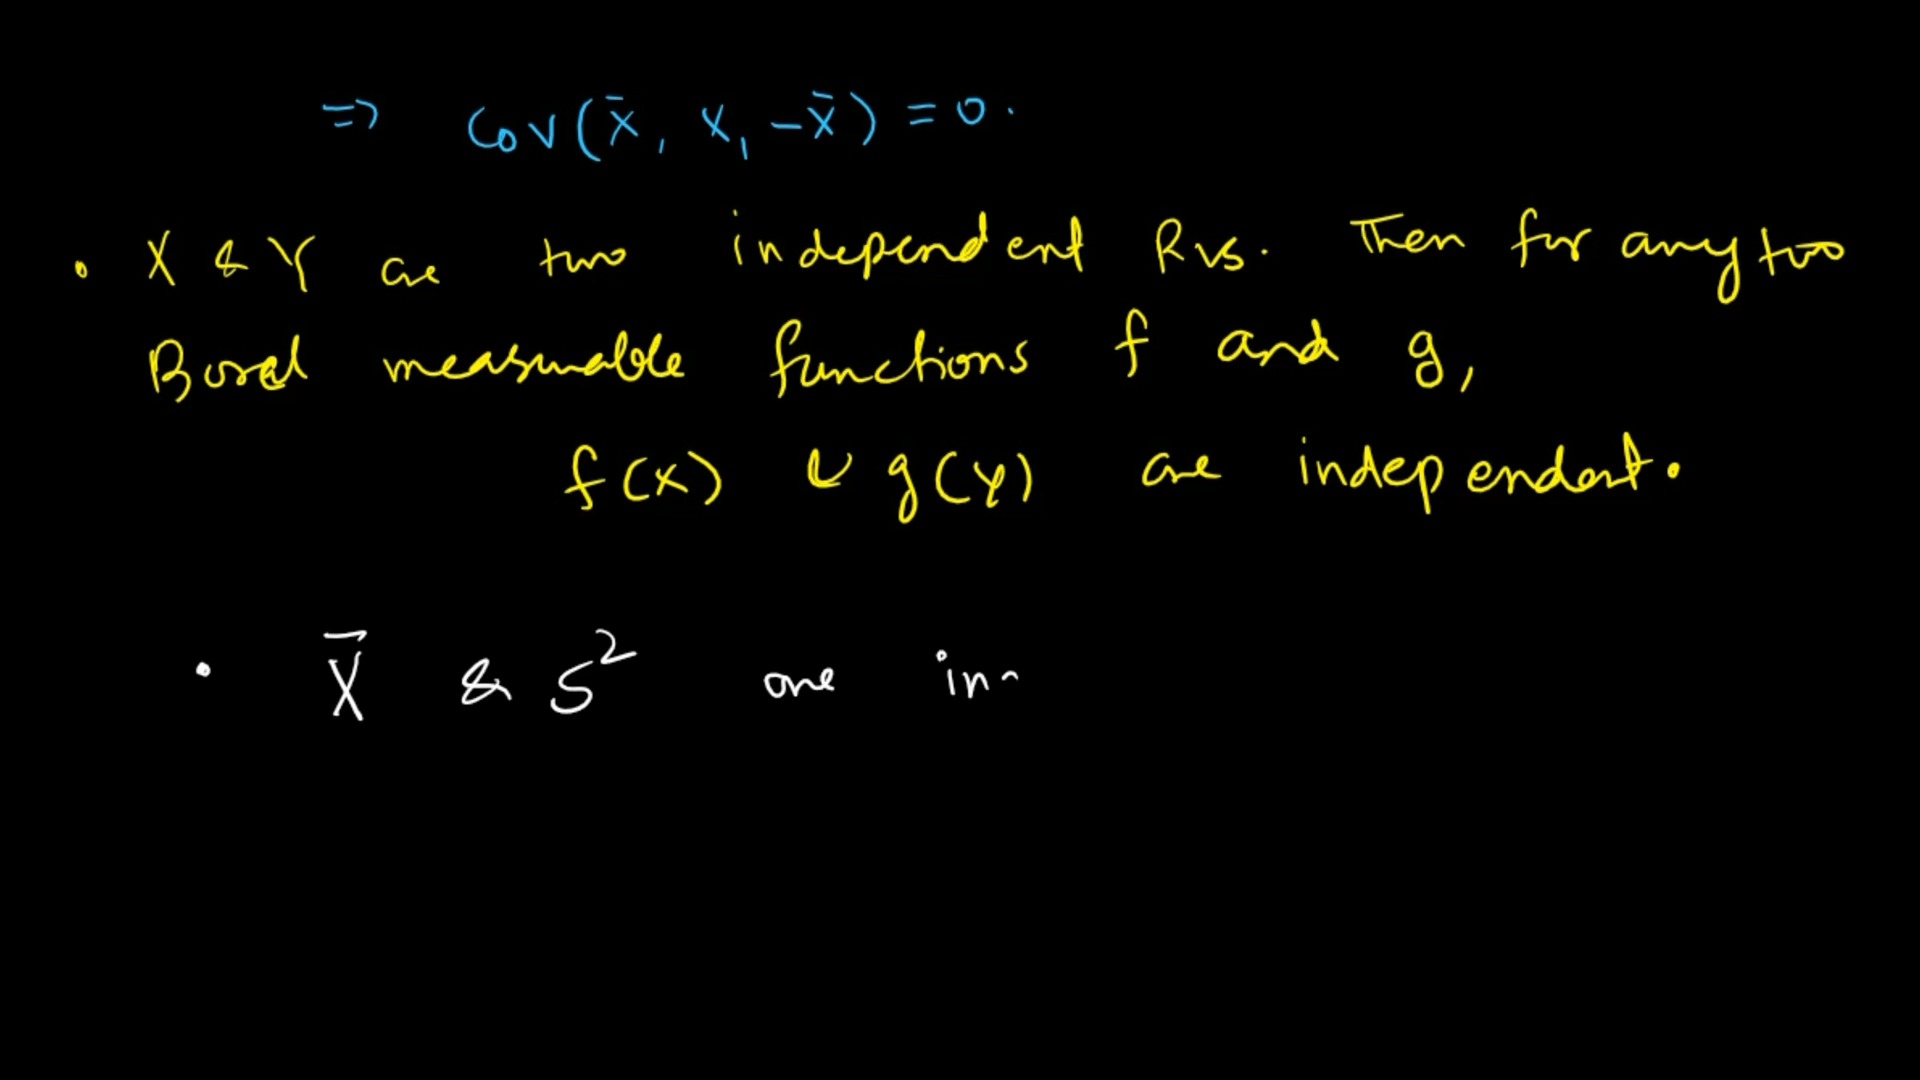 => Cov(X̄, X₁ -X̄) = 0.
• X & Y are two independent Rvs. Then for any two
Borel measurable functions f and g,
f(x) & g(y) are independent.
• X̄ & S² are in